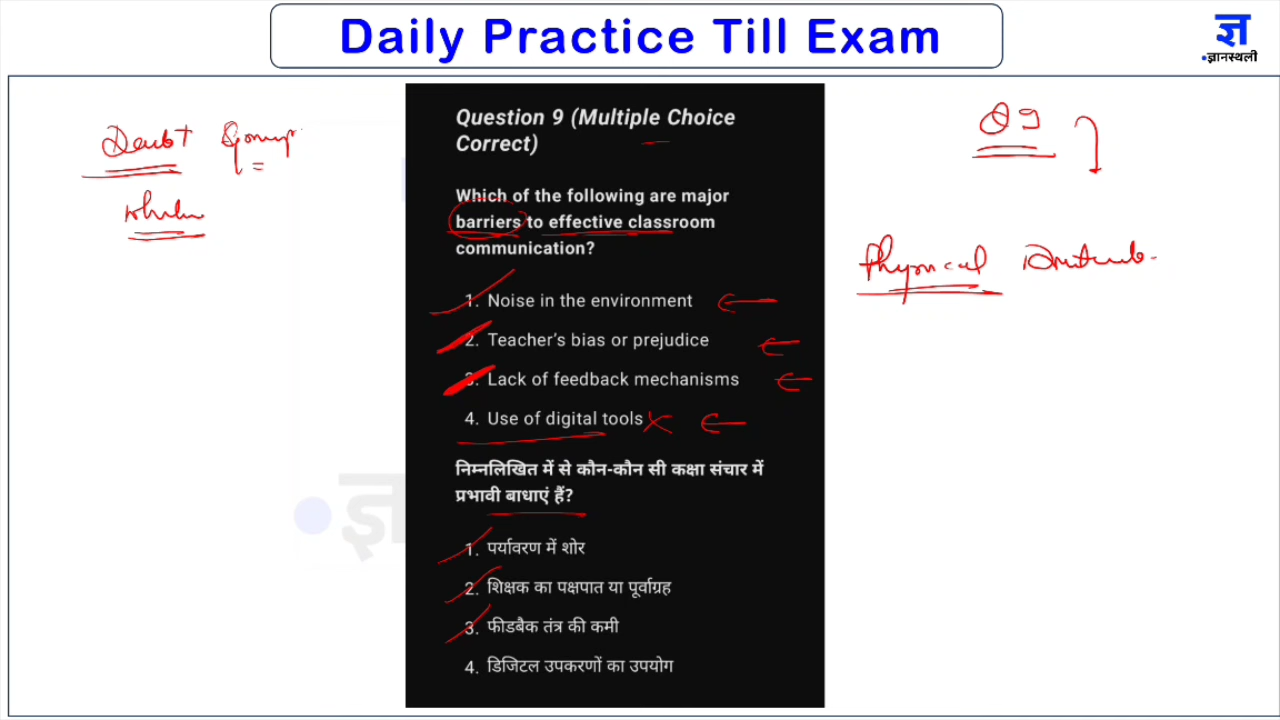 Daily Practice Till Exam
ज्ञ
ज्ञानस्थली
Doubt Group
Q9
Question 9 (Multiple Choice
Correct)
Which of the following are major
barriers to effective classroom
communication?
1. Noise in the environment
2. Teacher's bias or prejudice
3. Lack of feedback mechanisms
4. Use of digital tools
Physical
निम्नलिखित में से कौन-कौन सी कक्षा संचार में
प्रभावी बाधाएं हैं?
1. पर्यावरण में शोर
2. शिक्षक का पक्षपात या पूर्वाग्रह
3. फीडबैक तंत्र की कमी
4. डिजिटल उपकरणों का उपयोग
ज्ञ